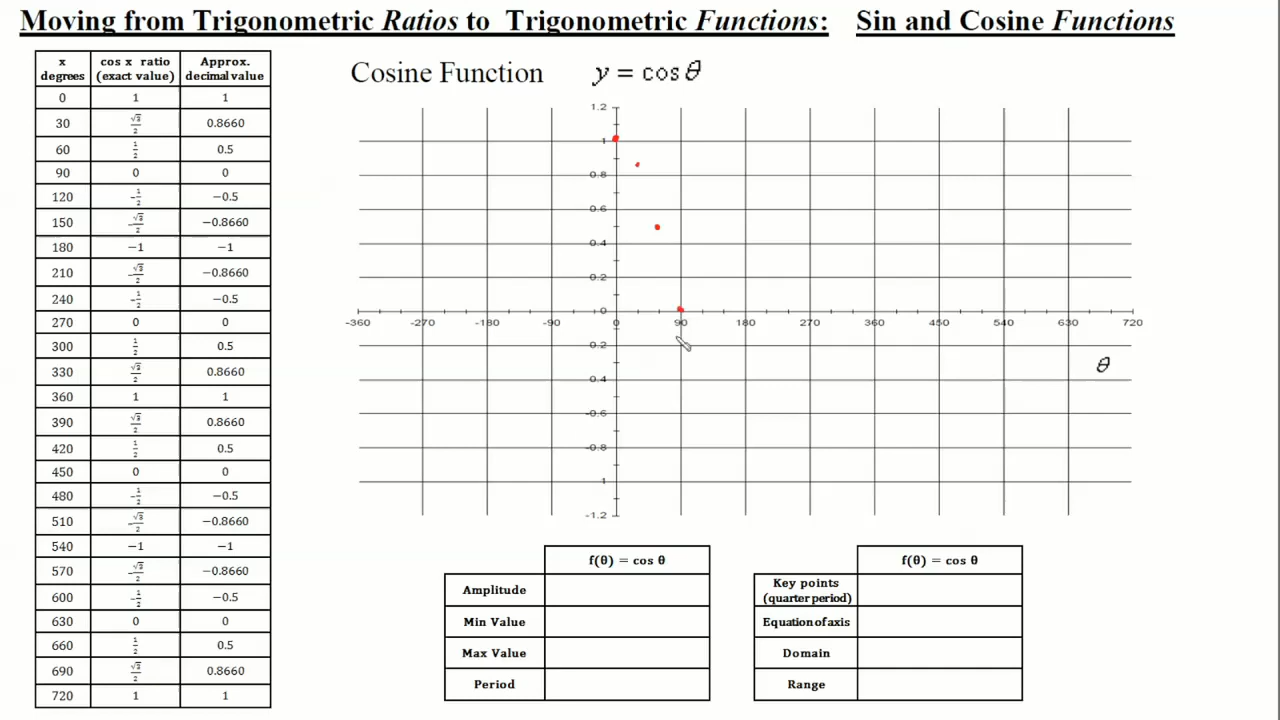 Moving from Trigonometric Ratios to Trigonometric Functions: Sin and Cosine Functions
x degrees | cos x ratio (exact value) | Approx. decimal value
0 | 1 | 1
30 | √3/2 | 0.8660
60 | 1/2 | 0.5
90 | 0 | 0
120 | -1/2 | −0.5
150 | -√3/2 | −0.8660
180 | −1 | −1
210 | -√3/2 | −0.8660
240 | -1/2 | −0.5
270 | 0 | 0
300 | 1/2 | 0.5
330 | √3/2 | 0.8660
360 | 1 | 1
390 | √3/2 | 0.8660
420 | 1/2 | 0.5
450 | 0 | 0
480 | -1/2 | −0.5
510 | -√3/2 | −0.8660
540 | −1 | −1
570 | -√3/2 | −0.8660
600 | -1/2 | −0.5
630 | 0 | 0
660 | 1/2 | 0.5
690 | √3/2 | 0.8660
720 | 1 | 1
Cosine Function y = cos θ
1.2
1
0.8
0.6
0.4
0.2
0
-360 -270 -180 -90 0 90 180 270 360 450 540 630 720
0.2
0.4
θ
-0.6
-0.8
1
-1.2
f(θ) = cos θ
Amplitude
Min Value
Max Value
Period
f(θ) = cos θ
Key points
(quarter period)
Equation of axis
Domain
Range